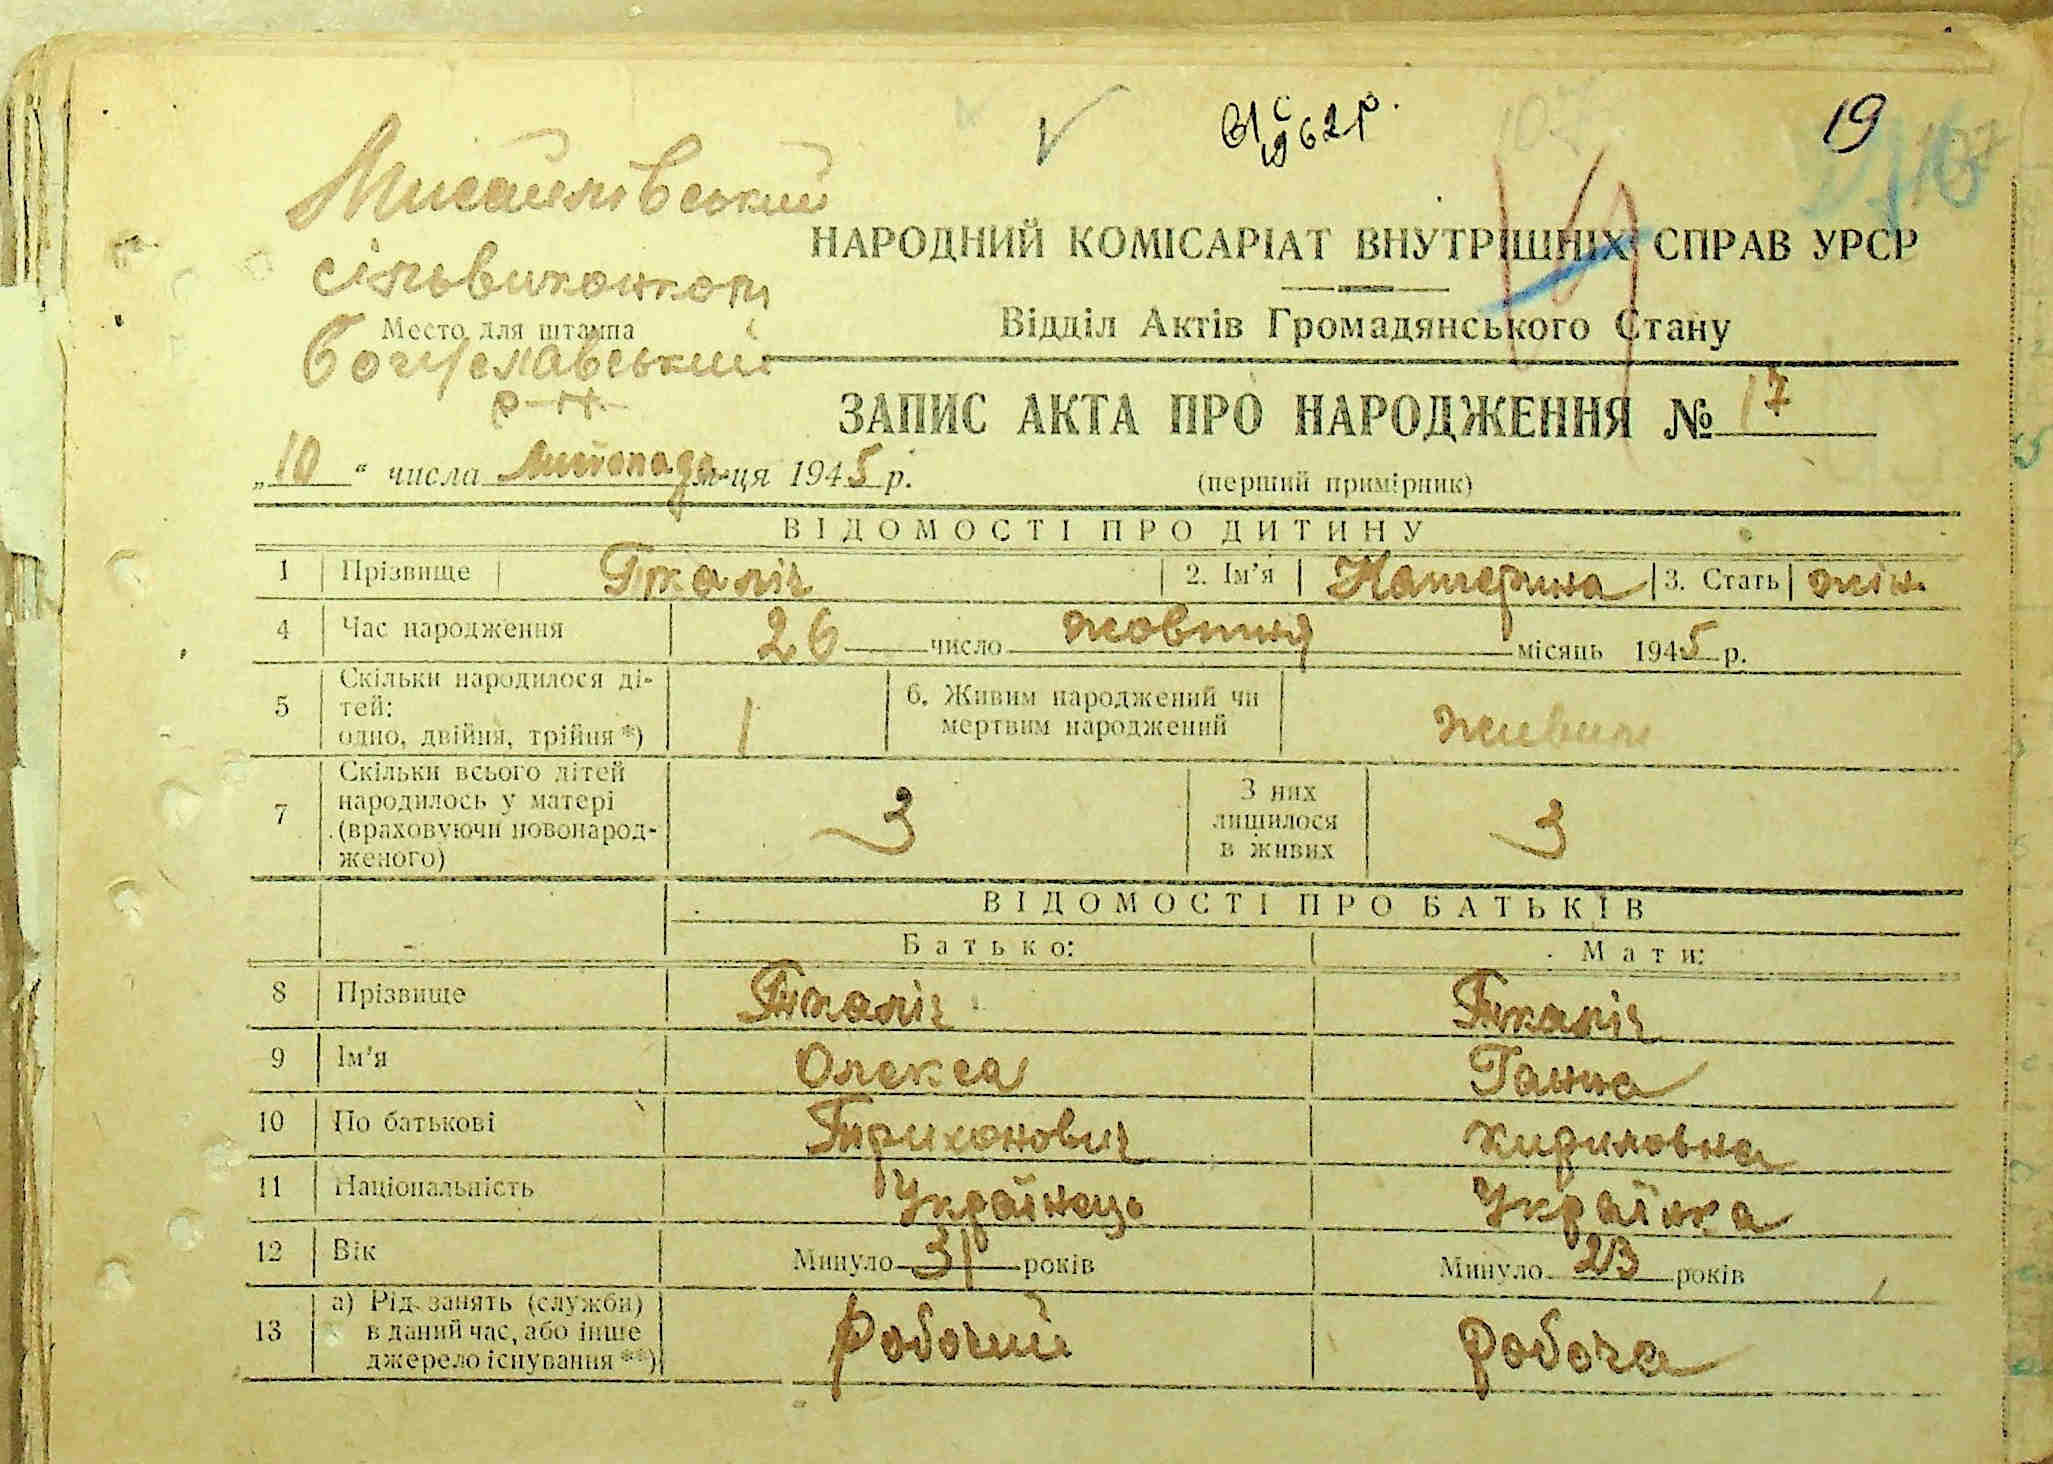 19
Михайлівський
сільвиконком
Место для штампа
Богуславський
р-н
НАРОДНИЙ КОМІСАРІАТ ВНУТРІШНІХ СПРАВ УРСР
Відділ Актів Громадянського Стану
ЗАПИС АКТА ПРО НАРОДЖЕННЯ № 17
„10“ числа листопада м-ця 1945 р.
(перший примірник)
ВІДОМОСТІ ПРО ДИТИНУ
1 Прізвище Ткаліч 2. Ім'я Катерина 3. Стать жін.
4 Час народження 26 число жовтня місяць 1945 р.
5 Скільки народилося ді-
тей:
одно, двійня, трійня *) 1
6. Живим народжений чи
мертвим народжений живим
7 Скільки всього дітей
народилось у матері
(враховуючи новонарод-
женого) 3
З них
лишилося
в живих 3
ВІДОМОСТІ ПРО БАТЬКІВ
Батько: Мати:
8 Прізвище Ткаліч Ткаліч
9 Ім'я Олекса Ганна
10 По батькові Трихонович Кириловна
11 Національність Українець Українка
12 Вік Минуло 31 років Минуло 23 років
13 а) Рід занять (служби)
в даний час, або інше
джерело існування **) Робочий Робоча